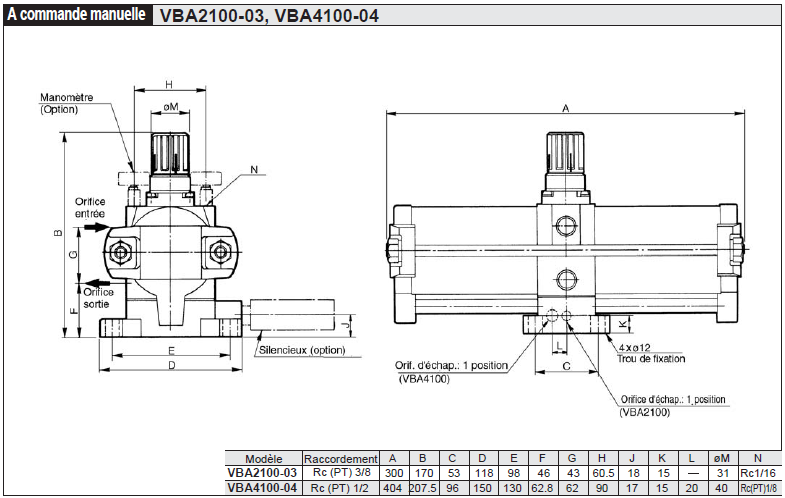 A commande manuelle VBA2100-03, VBA4100-04
H
Manomètre
(Option)
øM
N
A
Orifice
entrée
B
G
Orifice
sortie
F
J
Silencieux (option)
E
D
K
L
4×ø12
Trou de fixation
Orif. d'échap.: 1 position
(VBA4100)
C
Orifice d'échap.: 1 position
(VBA2100)
Modèle Raccordement A B C D E F G H J K L øM N
VBA2100-03 Rc (PT) 3/8 300 170 53 118 98 46 43 60.5 18 15 — 31 Rc1/16
VBA4100-04 Rc (PT) 1/2 404 207.5 96 150 130 62.8 62 90 17 15 20 40 Rc(PT)1/8